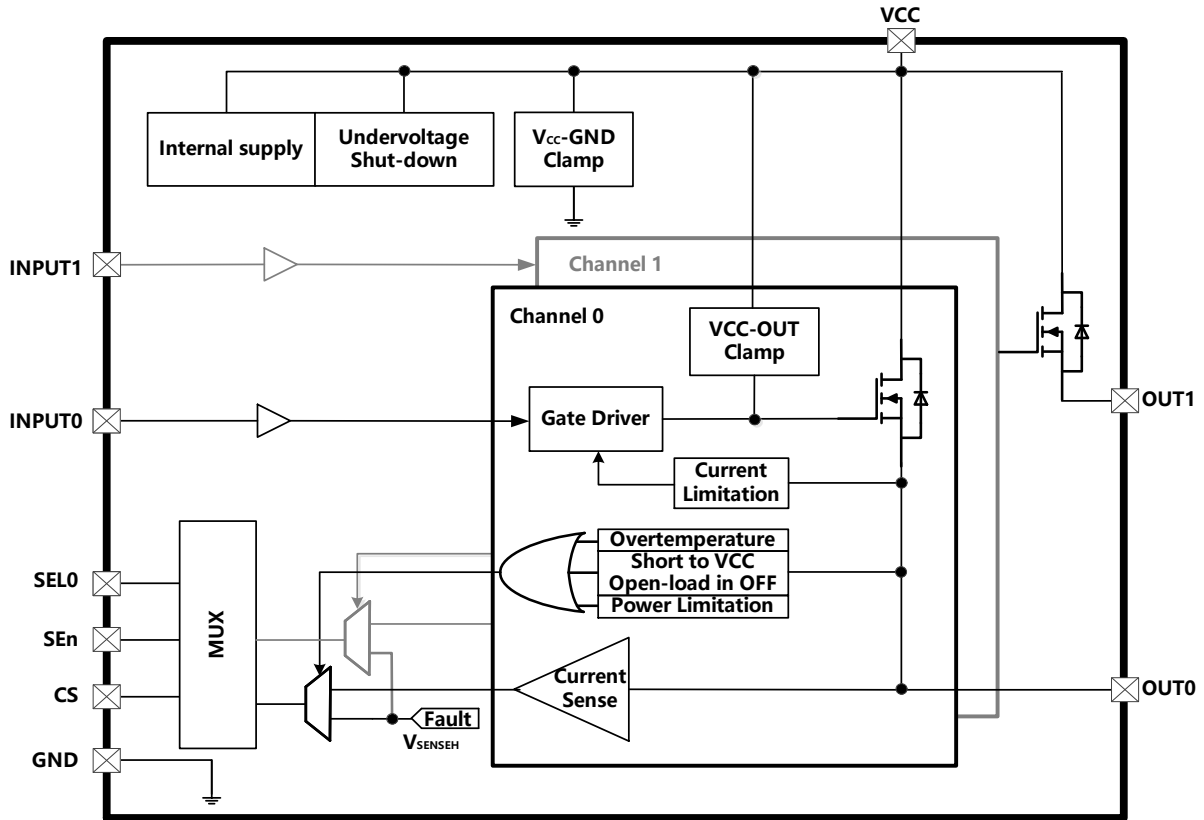 VCC
Internal supply
Undervoltage
Shut-down
VCC-GND
Clamp
INPUT1
Channel 1
Channel 0
VCC-OUT
Clamp
INPUT0
Gate Driver
OUT1
Current
Limitation
Overtemperature
Short to VCC
Open-load in OFF
Power Limitation
SEL0
SEn
MUX
CS
Current
Sense
OUT0
Fault
VSENSEH
GND